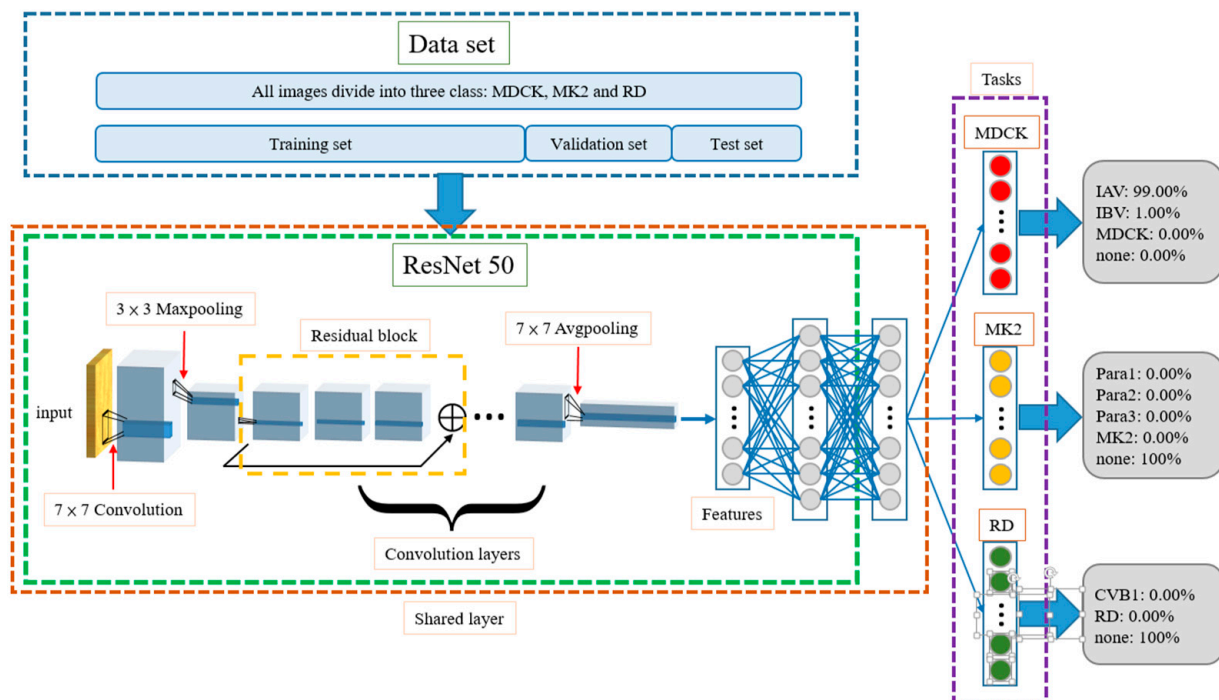 Data set
All images divide into three class: MDCK, MK2 and RD
Training set
Validation set
Test set
ResNet 50
3 × 3 Maxpooling
Residual block
7 × 7 Avgpooling
input
7 × 7 Convolution
Convolution layers
Features
Shared layer
Tasks
MDCK
IAV: 99.00%
IBV: 1.00%
MDCK: 0.00%
none: 0.00%
MK2
Para1: 0.00%
Para2: 0.00%
Para3: 0.00%
MK2: 0.00%
none: 100%
RD
CVB1: 0.00%
RD: 0.00%
none: 100%